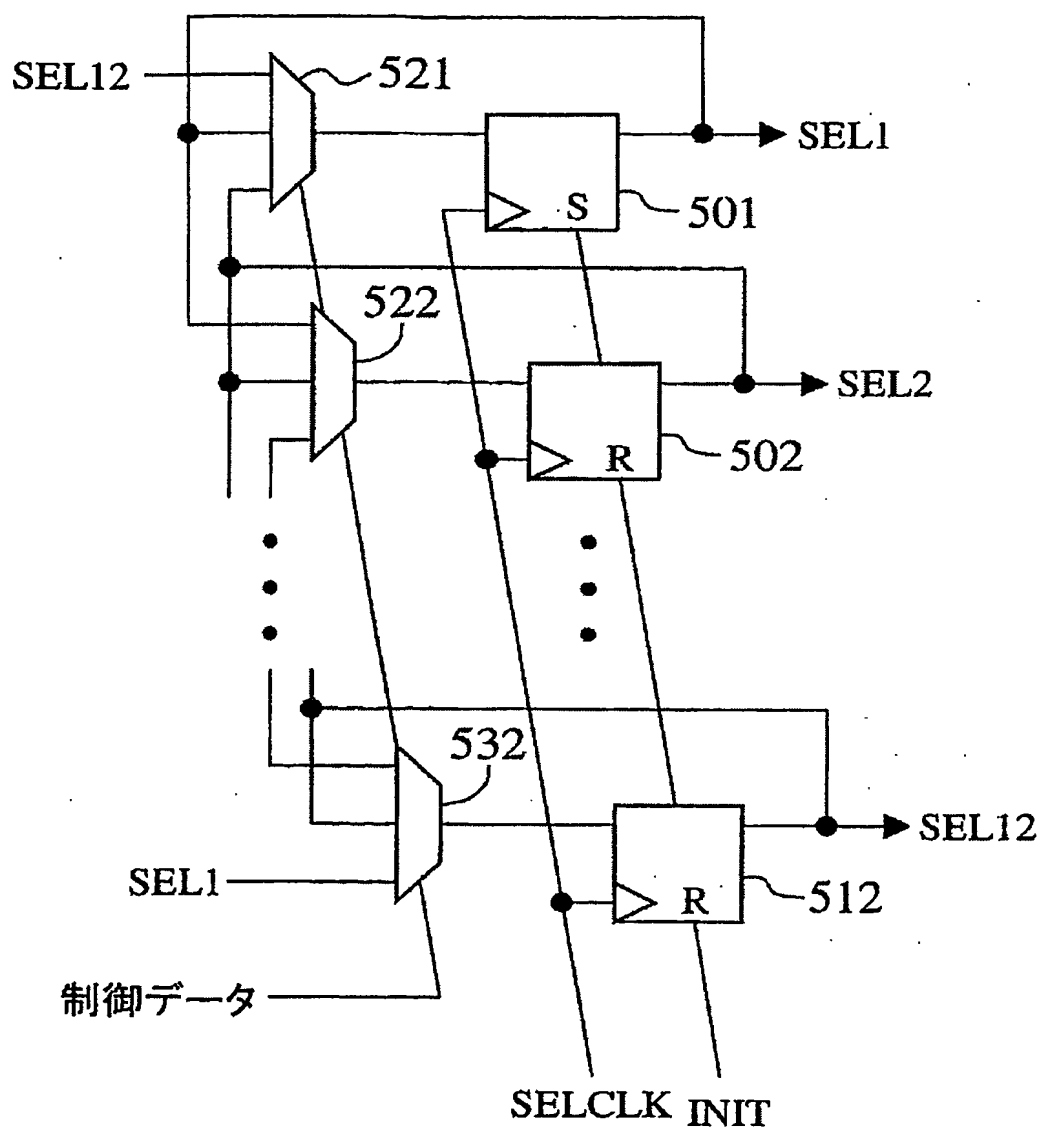 SEL12
521
SEL1
S
501
522
SEL2
R
502
532
SEL12
SEL1
R
512
制御データ
SELCLK
INIT